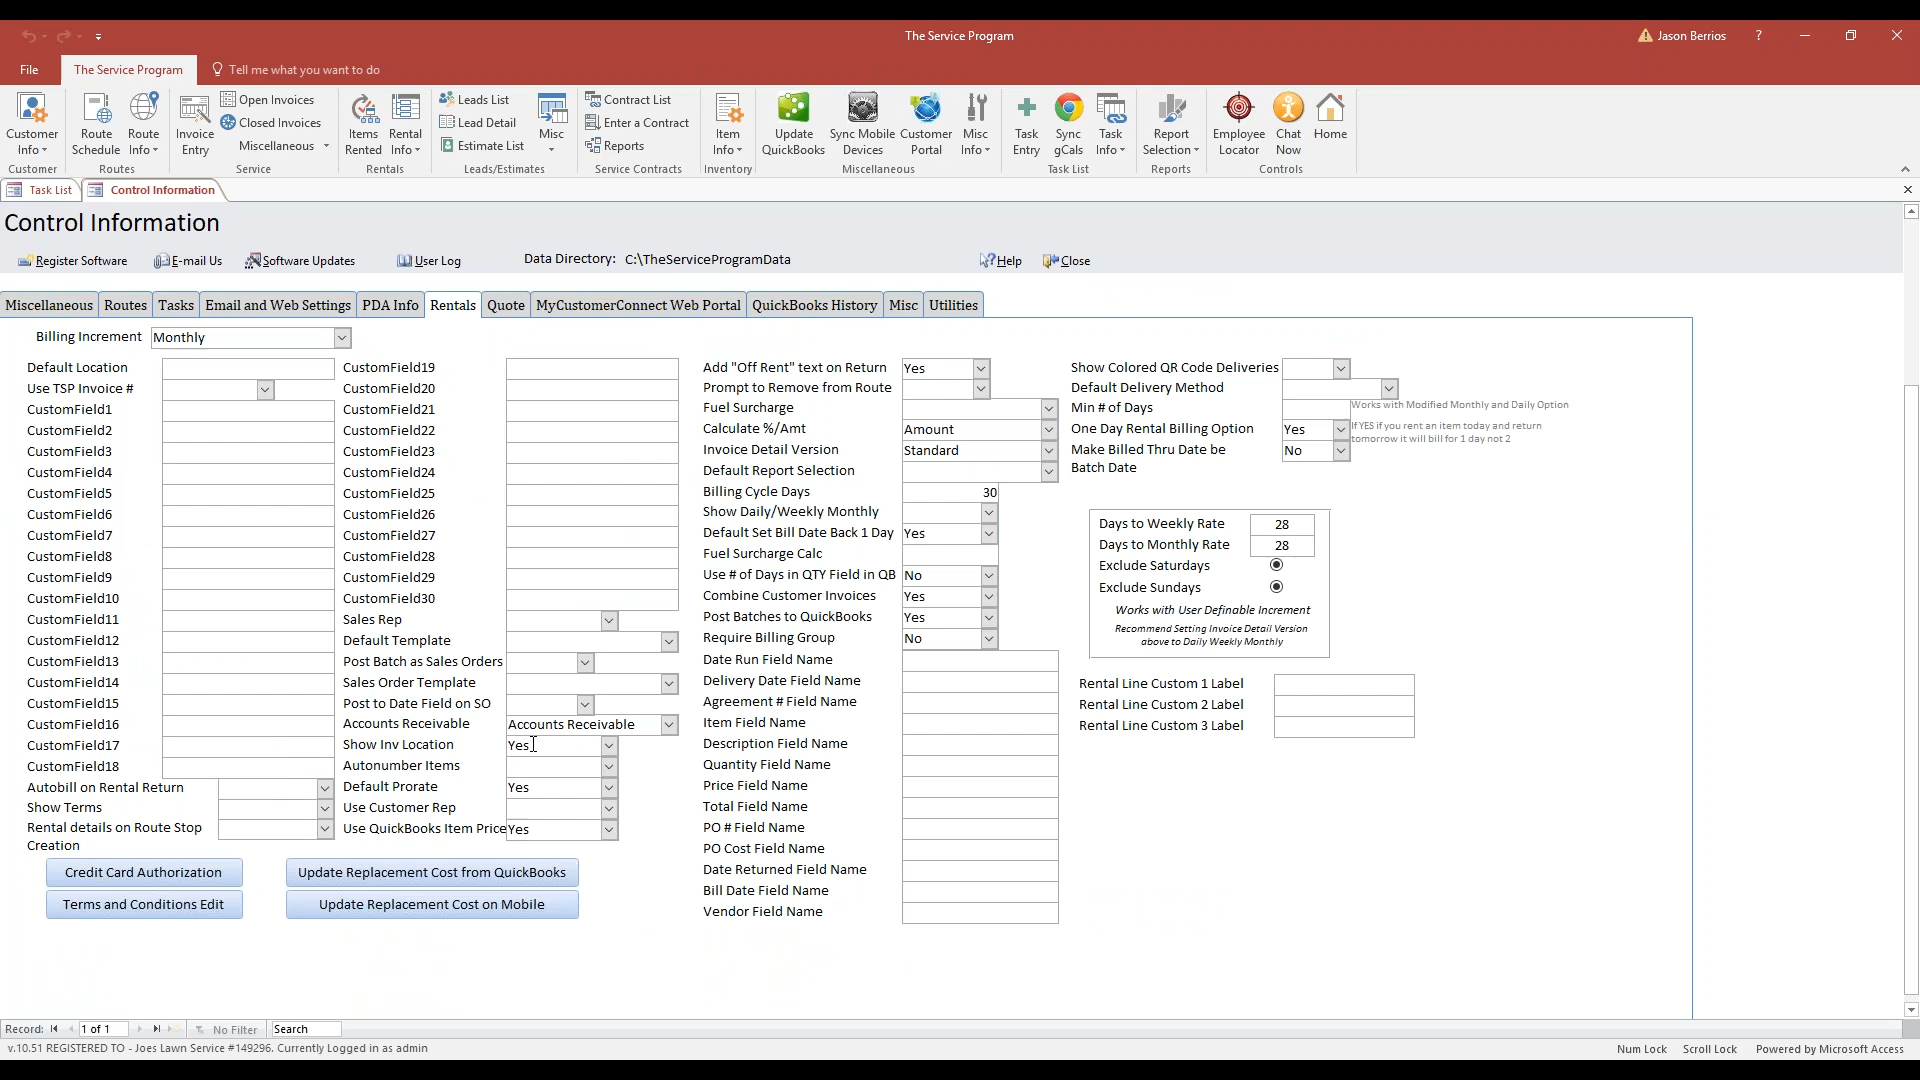 The Service Program
Jason Berrios
?
File
The Service Program
Tell me what you want to do
Customer Info
Customer
Route Schedule
Route Info
Routes
Invoice Entry
Open Invoices
Closed Invoices
Miscellaneous
Service
Items Rented
Rental Info
Rentals
Leads List
Lead Detail
Estimate List
Misc
Leads/Estimates
Contract List
Enter a Contract
Reports
Service Contracts
Item Info
Inventory
Update QuickBooks
Sync Mobile Devices
Customer Portal
Misc Info
Miscellaneous
Task Entry
Sync gCals
Task Info
Task List
Report Selection
Reports
Employee Locator
Chat Now
Home
Controls
Task List
Control Information
Control Information
Register Software
E-mail Us
Software Updates
User Log
Data Directory: C:\TheServiceProgramData
Help
Close
Miscellaneous
Routes
Tasks
Email and Web Settings
PDA Info
Rentals
Quote
MyCustomerConnect Web Portal
QuickBooks History
Misc
Utilities
Billing Increment Monthly
Default Location
Use TSP Invoice #
CustomField1
CustomField2
CustomField3
CustomField4
CustomField5
CustomField6
CustomField7
CustomField8
CustomField9
CustomField10
CustomField11
CustomField12
CustomField13
CustomField14
CustomField15
CustomField16
CustomField17
CustomField18
Autobill on Rental Return
Show Terms
Rental details on Route Stop
Creation
CustomField19
CustomField20
CustomField21
CustomField22
CustomField23
CustomField24
CustomField25
CustomField26
CustomField27
CustomField28
CustomField29
CustomField30
Sales Rep
Default Template
Post Batch as Sales Orders
Sales Order Template
Post to Date Field on SO
Accounts Receivable Accounts Receivable
Show Inv Location Yes
Autonumber Items
Default Prorate Yes
Use Customer Rep
Use QuickBooks Item Price Yes
Credit Card Authorization
Update Replacement Cost from QuickBooks
Terms and Conditions Edit
Update Replacement Cost on Mobile
Add "Off Rent" text on Return Yes
Prompt to Remove from Route
Fuel Surcharge
Calculate %/Amt Amount
Invoice Detail Version Standard
Default Report Selection
Billing Cycle Days 30
Show Daily/Weekly Monthly
Default Set Bill Date Back 1 Day Yes
Fuel Surcharge Calc
Use # of Days in QTY Field in QB No
Combine Customer Invoices Yes
Post Batches to QuickBooks Yes
Require Billing Group No
Date Run Field Name
Delivery Date Field Name
Agreement # Field Name
Item Field Name
Description Field Name
Quantity Field Name
Price Field Name
Total Field Name
PO # Field Name
PO Cost Field Name
Date Returned Field Name
Bill Date Field Name
Vendor Field Name
Show Colored QR Code Deliveries
Default Delivery Method
Min # of Days Works with Modified Monthly and Daily Option
One Day Rental Billing Option Yes If YES if you rent an item today and return
tomorrow it will bill for 1 day not 2
Make Billed Thru Date be No
Batch Date
Days to Weekly Rate 28
Days to Monthly Rate 28
Exclude Saturdays
Exclude Sundays
Works with User Definable Increment
Recommend Setting Invoice Detail Version
above to Daily Weekly Monthly
Rental Line Custom 1 Label
Rental Line Custom 2 Label
Rental Line Custom 3 Label
Record: 1 of 1 No Filter Search
v.10.51 REGISTERED TO - Joes Lawn Service #149296. Currently Logged in as admin
Num Lock Scroll Lock Powered by Microsoft Access